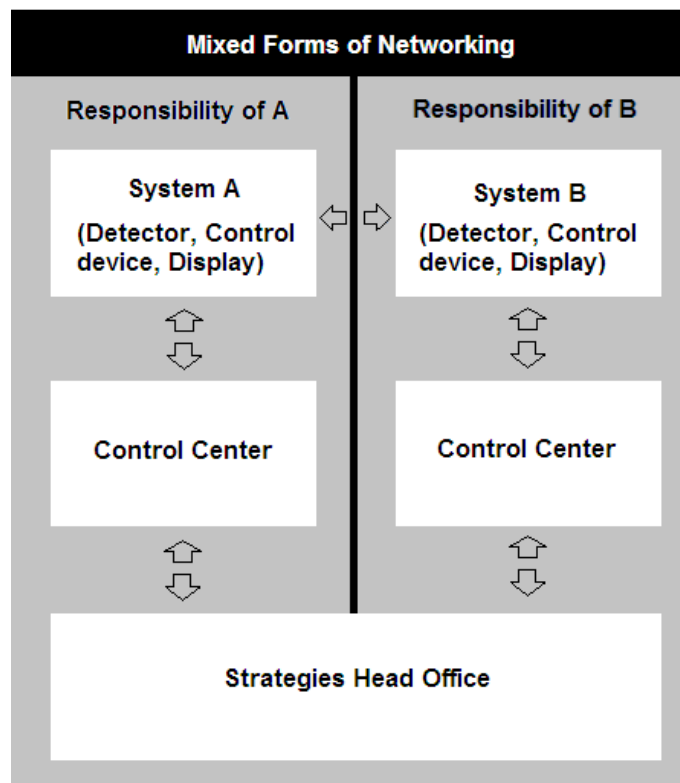 Mixed Forms of Networking
Responsibility of A
Responsibility of B
System A
(Detector, Control
device, Display)
System B
(Detector, Control
device, Display)
Control Center
Control Center
Strategies Head Office